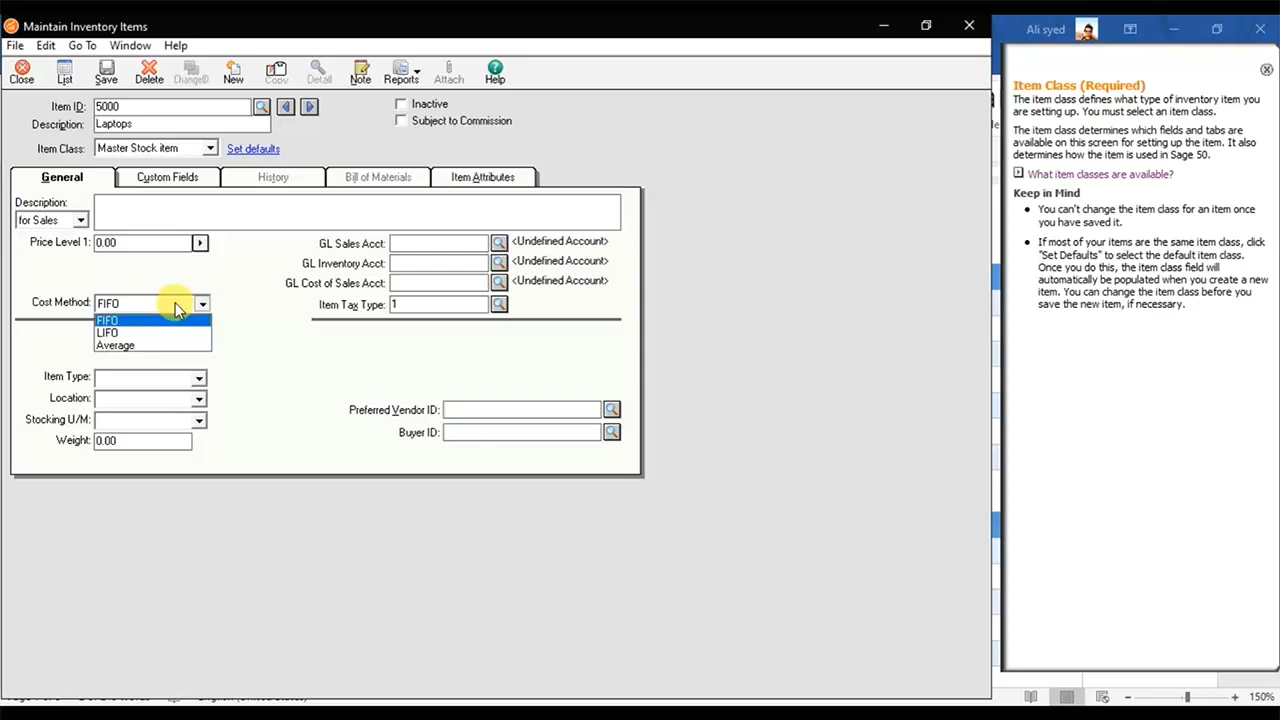 Maintain Inventory Items
Ali syed
File Edit Go To Window Help
Close List Save Delete New Copy Detail Note Reports Attach Help
Item ID: 5000
Inactive
Description: Laptops
Subject to Commission
Item Class: Master Stock item Set defaults
General Custom Fields History Bill of Materials Item Attributes
Description:
for Sales
Price Level 1: 0.00
GL Sales Acct: <Undefined Account>
GL Inventory Acct: <Undefined Account>
GL Cost of Sales Acct: <Undefined Account>
Cost Method: FIFO
Item Tax Type: 1
FIFO
LIFO
Average
Item Type:
Location:
Stocking U/M:
Weight: 0.00
Preferred Vendor ID:
Buyer ID:
Item Class (Required)
The item class defines what type of inventory item you
are setting up. You must select an item class.
The item class determines which fields and tabs are
available on this screen for setting up the item. It also
determines how the item is used in Sage 50.
What item classes are available?
Keep in Mind
You can't change the item class for an item once
you have saved it.
If most of your items are the same item class, click
"Set Defaults" to select the default item class.
Once you do this, the item class field will
automatically be populated when you create a new
item. You can change the item class before you
save the new item, if necessary.
150%